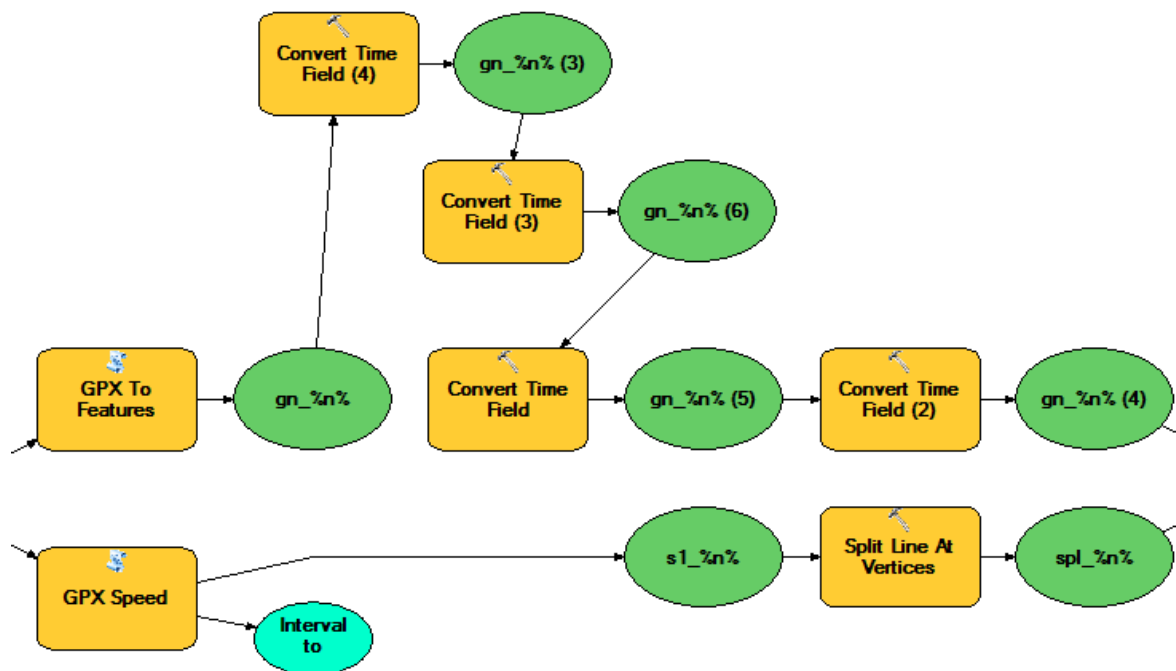 Convert Time
Field (4)
gn_%n% (3)
Convert Time
Field (3)
gn_%n% (6)
GPX To
Features
gn_%n%
Convert Time
Field
gn_%n% (5)
Convert Time
Field (2)
gn_%n% (4)
GPX Speed
Interval
to
s1_%n%
Split Line At
Vertices
spl_%n%